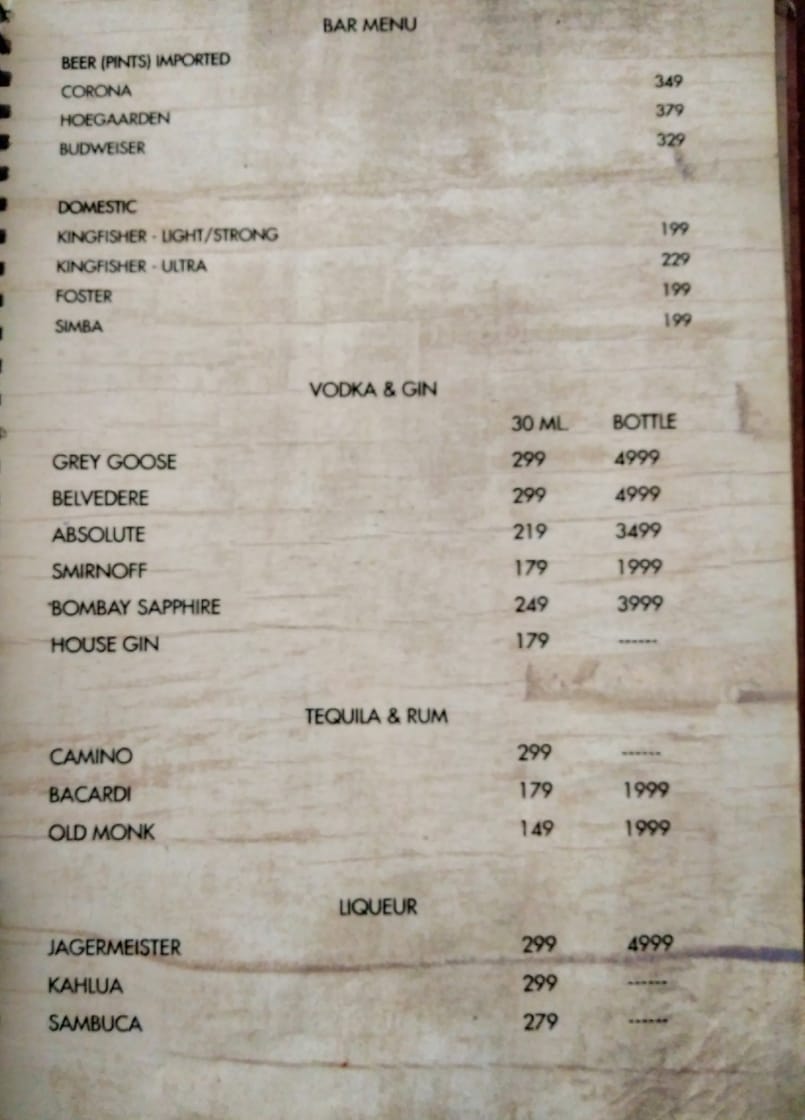 BAR MENU
BEER (PINTS) IMPORTED
CORONA 349
HOEGAARDEN 379
BUDWEISER 329
DOMESTIC
KINGFISHER - LIGHT/STRONG 199
KINGFISHER - ULTRA 229
FOSTER 199
SIMBA 199
VODKA & GIN
30 ML. BOTTLE
GREY GOOSE 299 4999
BELVEDERE 299 4999
ABSOLUTE 219 3499
SMIRNOFF 179 1999
BOMBAY SAPPHIRE 249 3999
HOUSE GIN 179 ------
TEQUILA & RUM
CAMINO 299 ------
BACARDI 179 1999
OLD MONK 149 1999
LIQUEUR
JAGERMEISTER 299 4999
KAHLUA 299 ------
SAMBUCA 279 ------